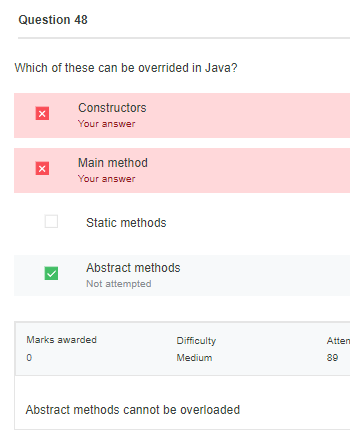 Question 48
Which of these can be overrided in Java?
Constructors
Your answer
Main method
Your answer
Static methods
Abstract methods
Not attempted
Marks awarded Difficulty
0 Medium 89
Abstract methods cannot be overloaded